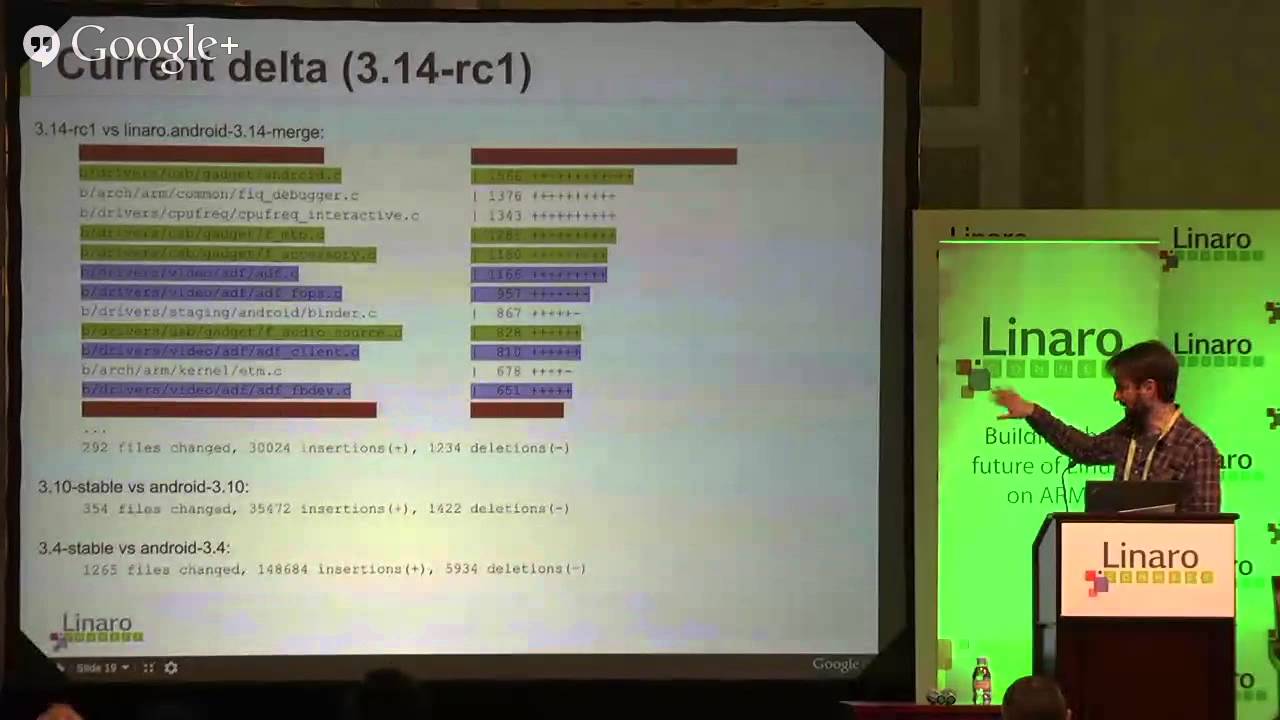 Google+
Current delta (3.14-rc1)
3.14-rc1 vs linaro.android-3.14-merge:
b/drivers/usb/gadget/android.c | 1566 ++++++++++++
b/arch/arm/common/fiq_debugger.c | 1376 ++++++++++
b/drivers/cpufreq/cpufreq_interactive.c | 1343 ++++++++++
b/drivers/usb/gadget/f_mtp.c | 1281 ++++++++++
b/drivers/usb/gadget/f_accessory.c | 1180 +++++++++
b/drivers/video/adf/adf.c | 1166 +++++++++
b/drivers/video/adf/adf_fops.c | 957 ++++++-
b/drivers/staging/android/binder.c | 867 +++++-
b/drivers/usb/gadget/f_audio_source.c | 828 ++++++
b/drivers/video/adf/adf_client.c | 810 ++++++
b/arch/arm/kernel/etm.c | 678 ++++-
b/drivers/video/adf/adf_fbdev.c | 651 +++++
...
292 files changed, 30024 insertions(+), 1234 deletions(-)
3.10-stable vs android-3.10:
354 files changed, 35472 insertions(+), 1422 deletions(-)
3.4-stable vs android-3.4:
1265 files changed, 148684 insertions(+), 5934 deletions(-)
Linaro
CONNECT
Slide 19
Google
Linaro
Linaro
Linaro
CONNECT
Linaro
future of
on ARM
Linaro
CONNECT